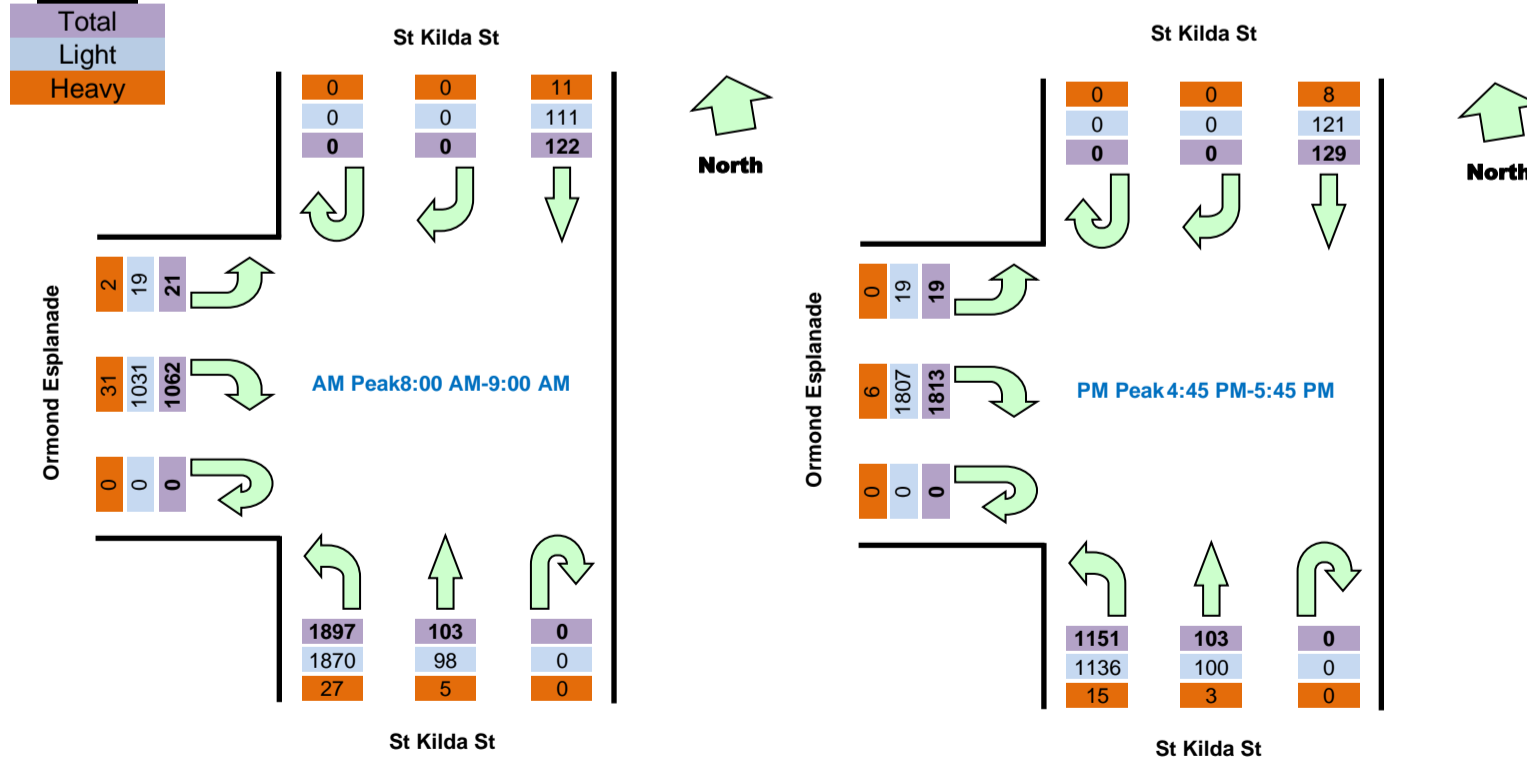 Total
Light
Heavy
St Kilda St
0 0 11
0 0 111
0 0 122
North
Ormond Esplanade
2 19 21
31 1031 1062
0 0 0
AM Peak8:00 AM-9:00 AM
1897 103 0
1870 98 0
27 5 0
St Kilda St
St Kilda St
0 0 8
0 0 121
0 0 129
North
Ormond Esplanade
0 19 19
6 1807 1813
0 0 0
PM Peak 4:45 PM-5:45 PM
1151 103 0
1136 100 0
15 3 0
St Kilda St